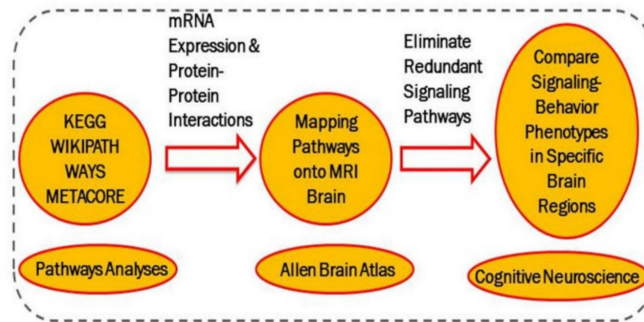 KEGG
WIKIPATH
WAYS
METACORE
mRNA
Expression &
Protein-
Protein
Interactions
Mapping
Pathways
onto MRI
Brain
Eliminate
Redundant
Signaling
Pathways
Compare
Signaling-
Behavior
Phenotypes
in Specific
Brain
Regions
Pathways Analyses
Allen Brain Atlas
Cognitive Neuroscience